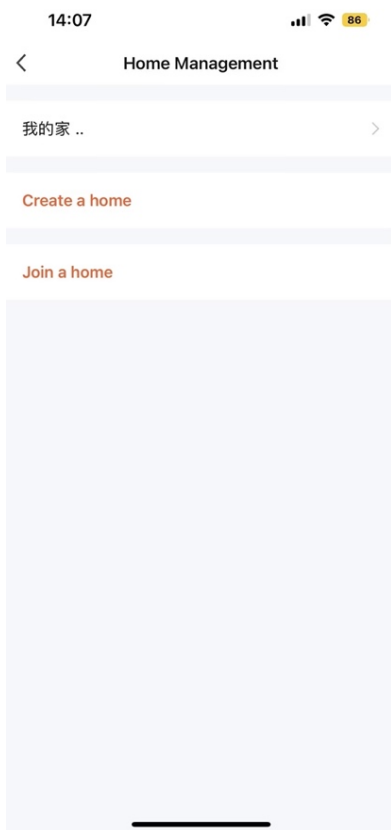 14:07
86
Home Management
我的家 ..
Create a home
Join a home